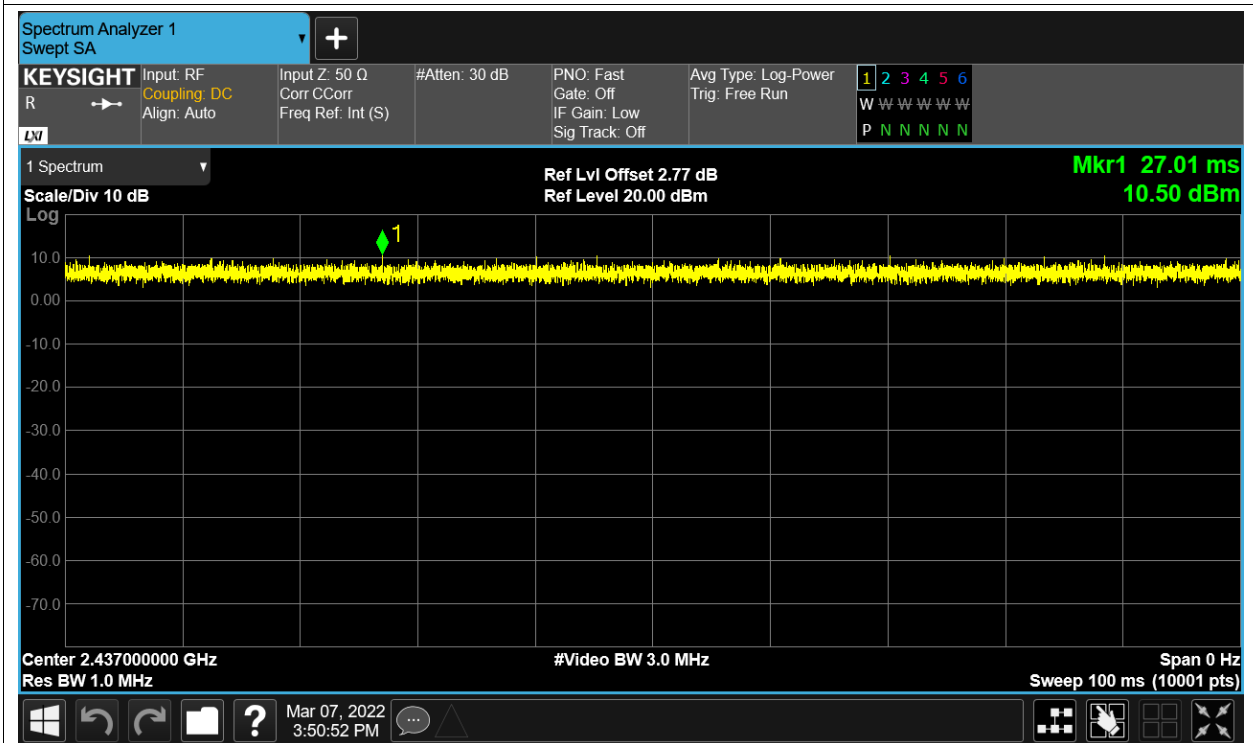 Spectrum Analyzer 1
Swept SA
KEYSIGHT
R
LXI
Input: RF
Coupling: DC
Align: Auto
Input Z: 50 Ω
Corr CCorr
Freq Ref: Int (S)
#Atten: 30 dB
PNO: Fast
Gate: Off
IF Gain: Low
Sig Track: Off
Avg Type: Log-Power
Trig: Free Run
1 2 3 4 5 6
W W W W W W
P N N N N N
1 Spectrum
Scale/Div 10 dB
Ref Lvl Offset 2.77 dB
Ref Level 20.00 dBm
Mkr1 27.01 ms
10.50 dBm
Log
1
10.0
0.00
-10.0
-20.0
-30.0
-40.0
-50.0
-60.0
-70.0
Center 2.437000000 GHz
Res BW 1.0 MHz
#Video BW 3.0 MHz
Span 0 Hz
Sweep 100 ms (10001 pts)
?
Mar 07, 2022
3:50:52 PM